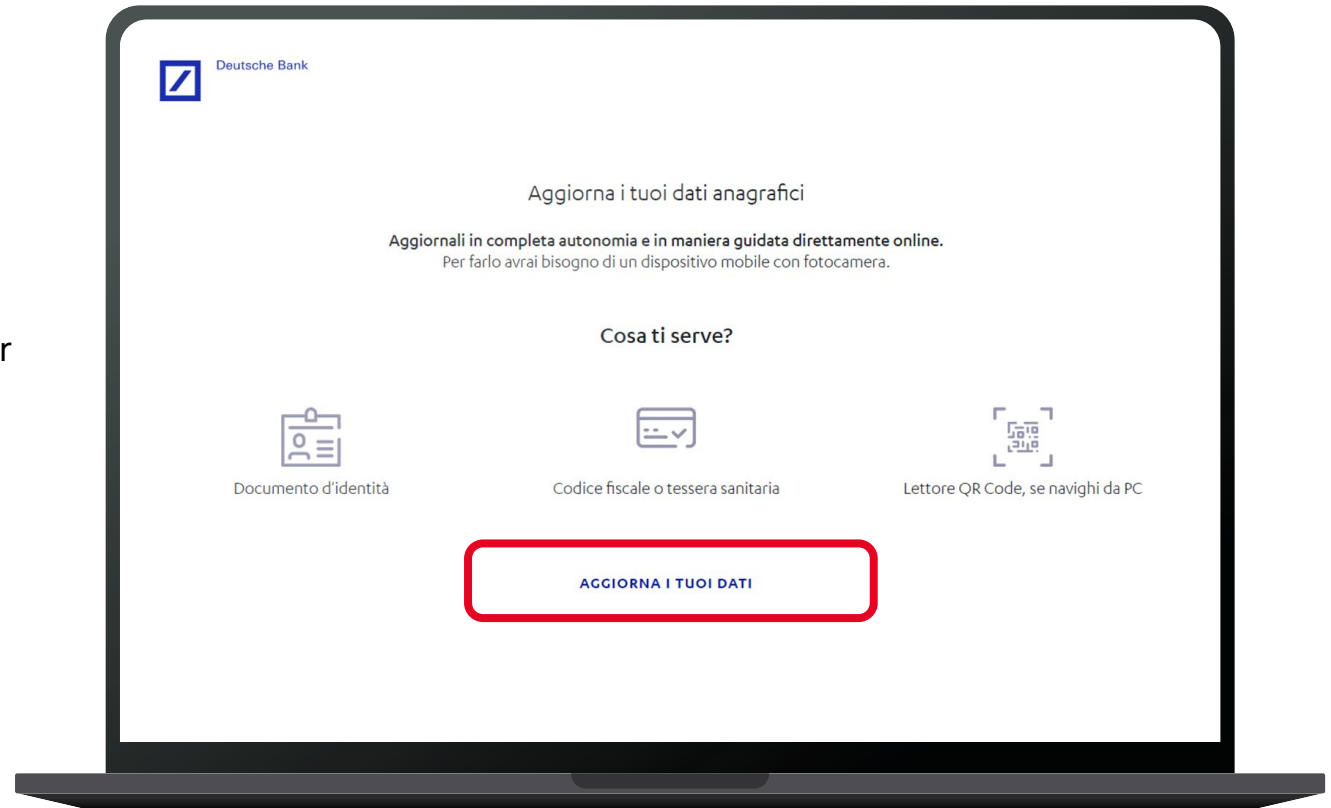 Deutsche Bank
Aggiorna i tuoi dati anagrafici
Aggiornali in completa autonomia e in maniera guidata direttamente online.
Per farlo avrai bisogno di un dispositivo mobile con fotocamera.
r
Cosa ti serve?
Documento d'identità
Codice fiscale o tessera sanitaria
Lettore QR Code, se navighi da PC
AGGIORNA I TUOI DATI